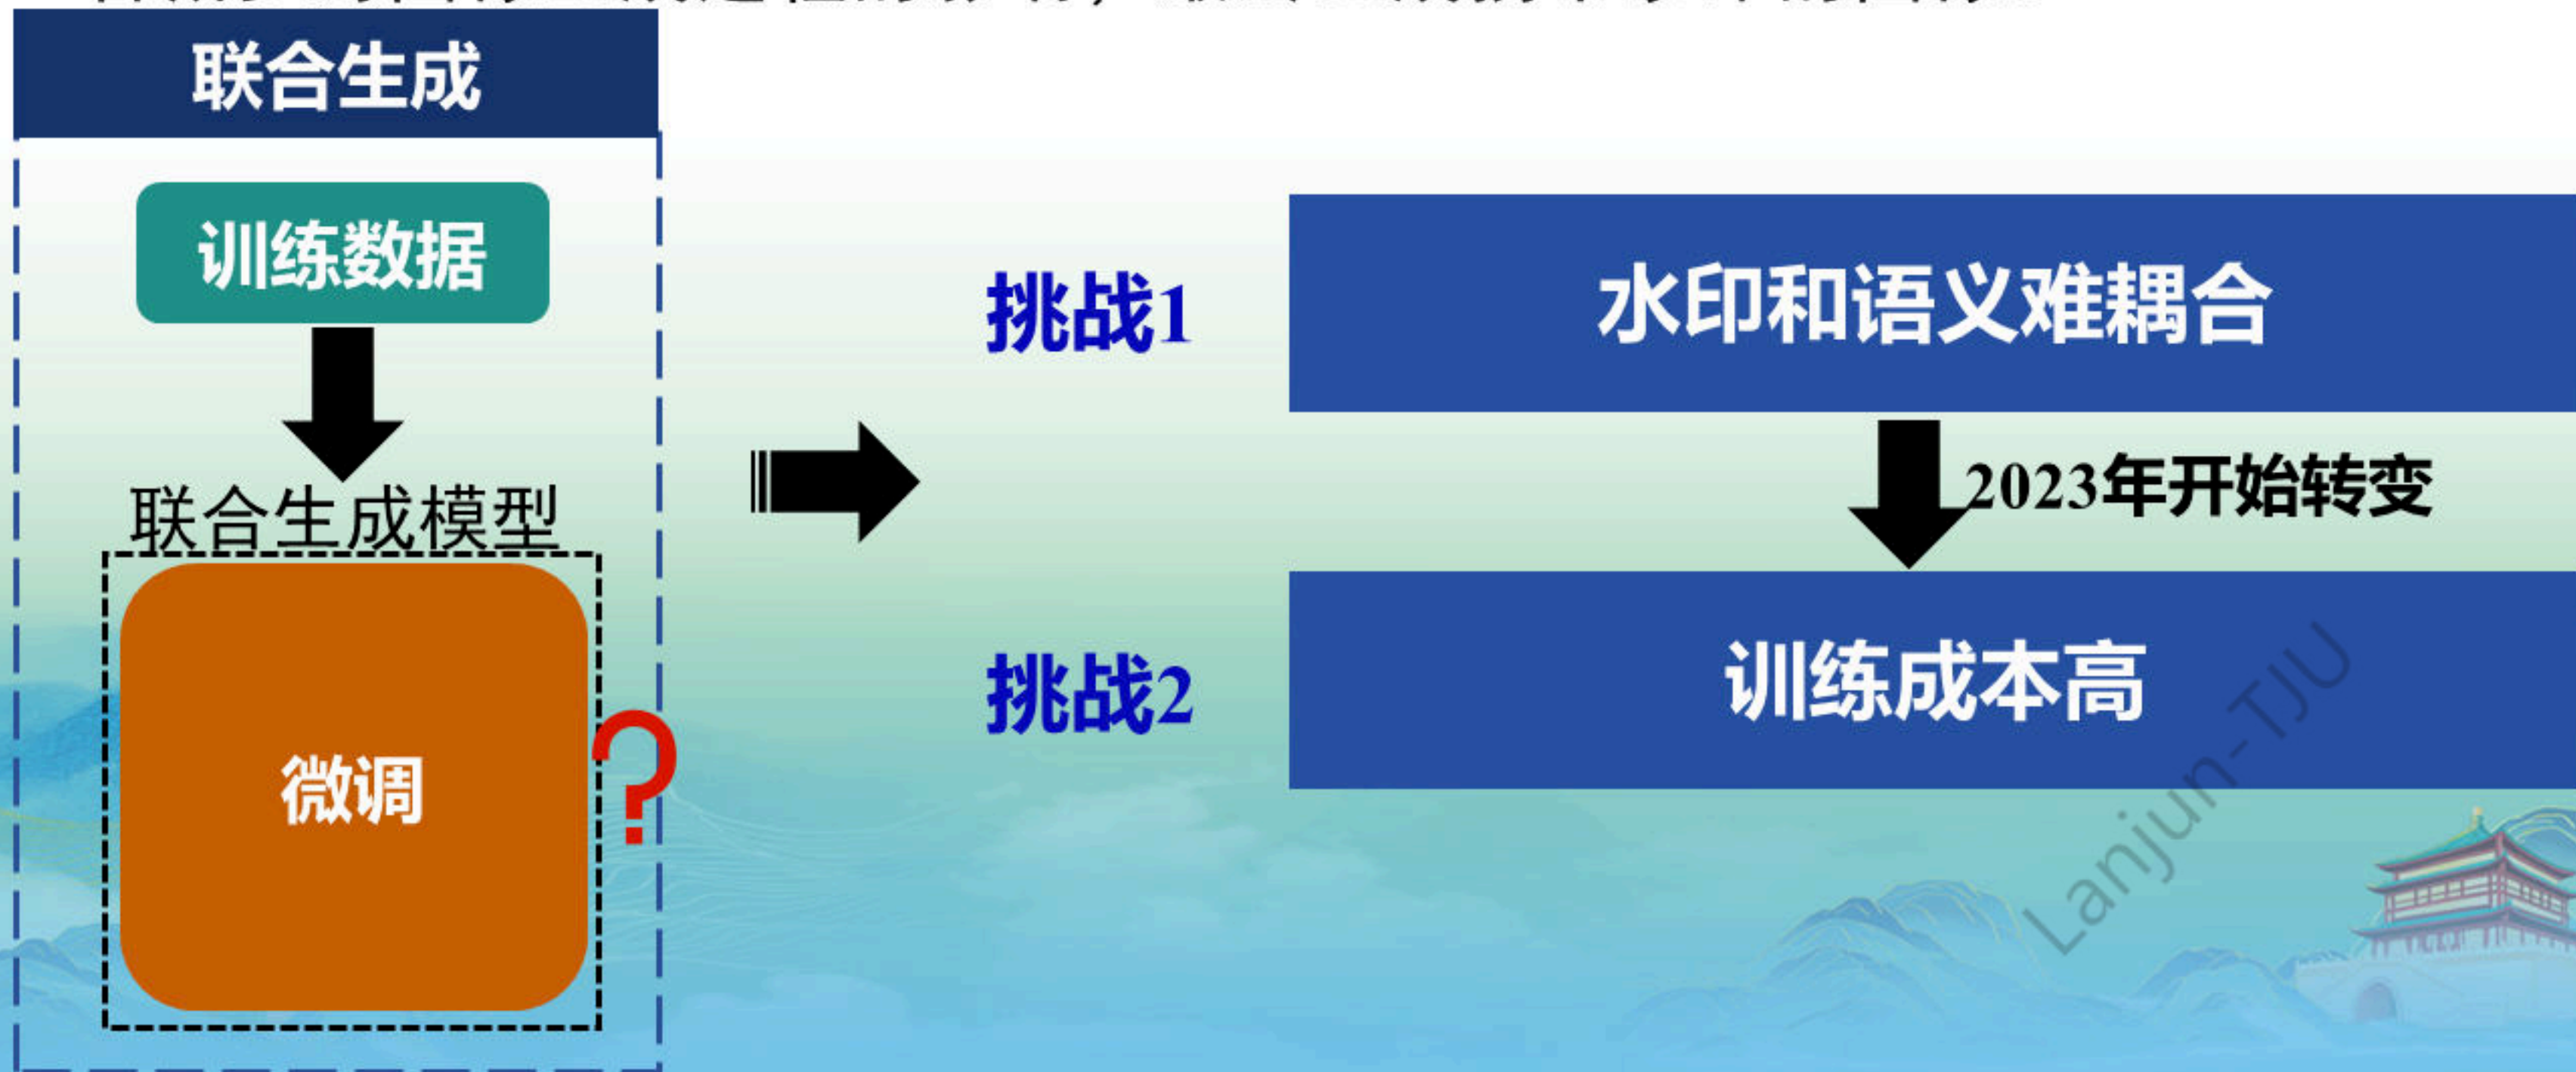 联合生成
训练数据
联合生成模型
微调
?
挑战1
水印和语义难耦合
2023年开始转变
挑战2
训练成本高
Lanjun-TJU